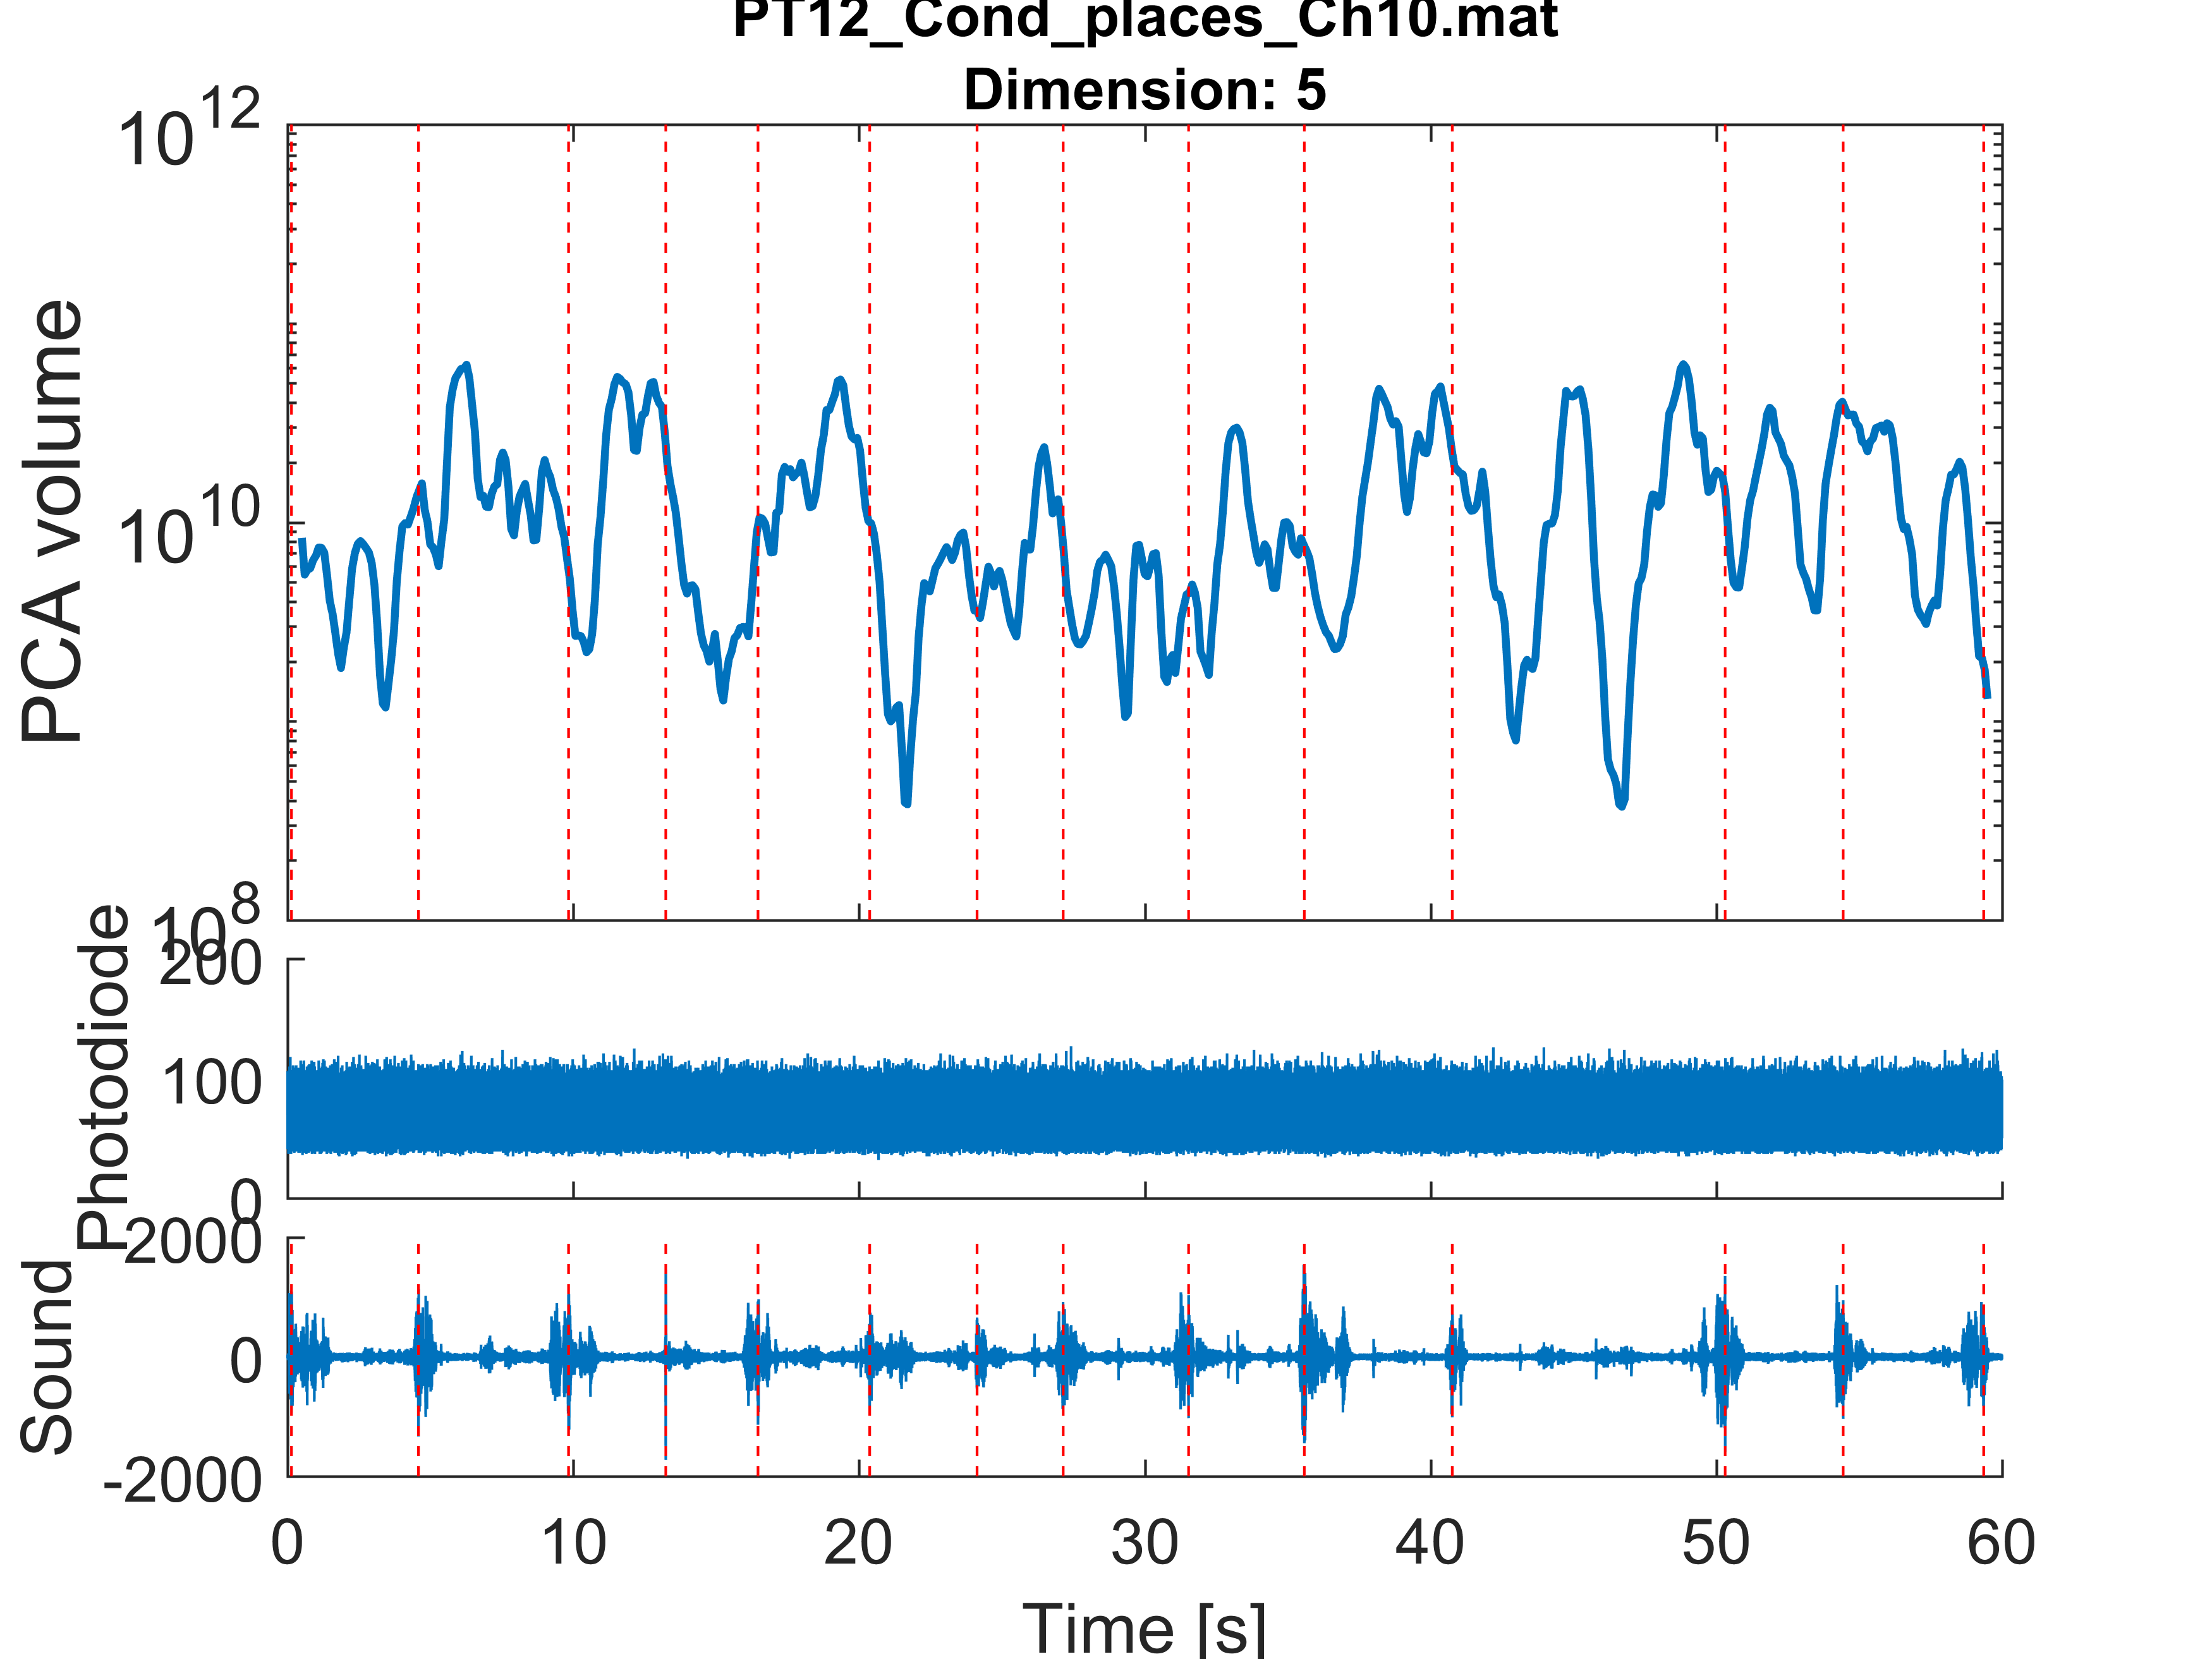 PT12_Cond_places_Ch10.mat
Dimension: 5
10^12
10^10
10^8
PCA volume
200
100
0
Photodiode
2000
0
-2000
Sound
0 10 20 30 40 50 60
Time [s]